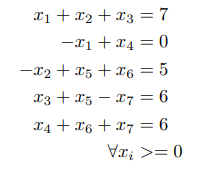 x₁ + x₂ + x₃ = 7
−x₁ + x₄ = 0
−x₂ + x₅ + x₆ = 5
x₃ + x₅ − x₇ = 6
x₄ + x₆ + x₇ = 6
∀xᵢ >= 0